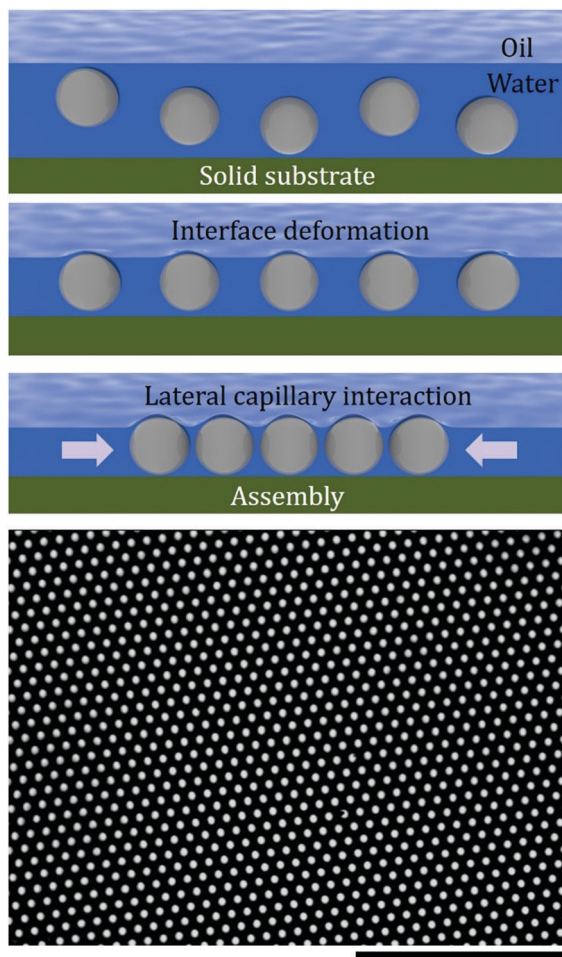 Oil
Water
Solid substrate
Interface deformation
Lateral capillary interaction
Assembly